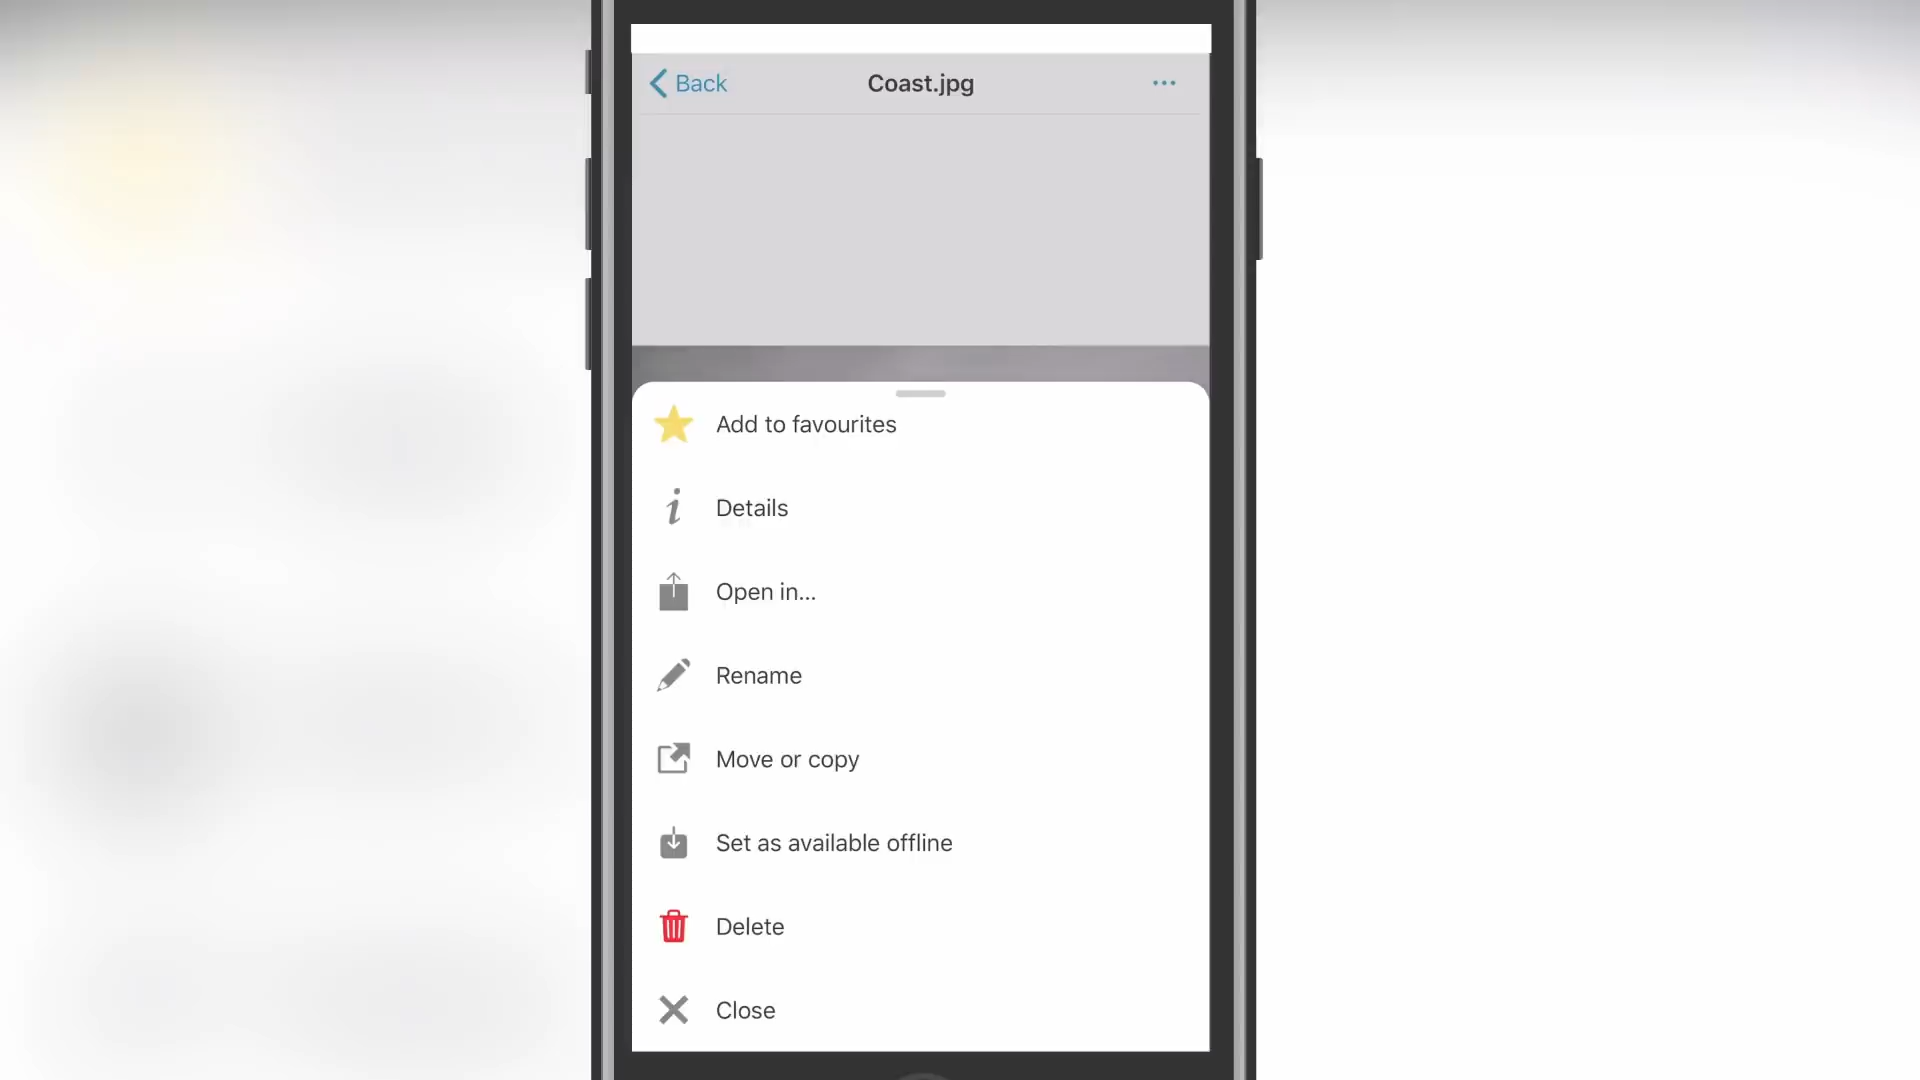 Back
Coast.jpg
Add to favourites
Details
Open in...
Rename
Move or copy
Set as available offline
Delete
Close